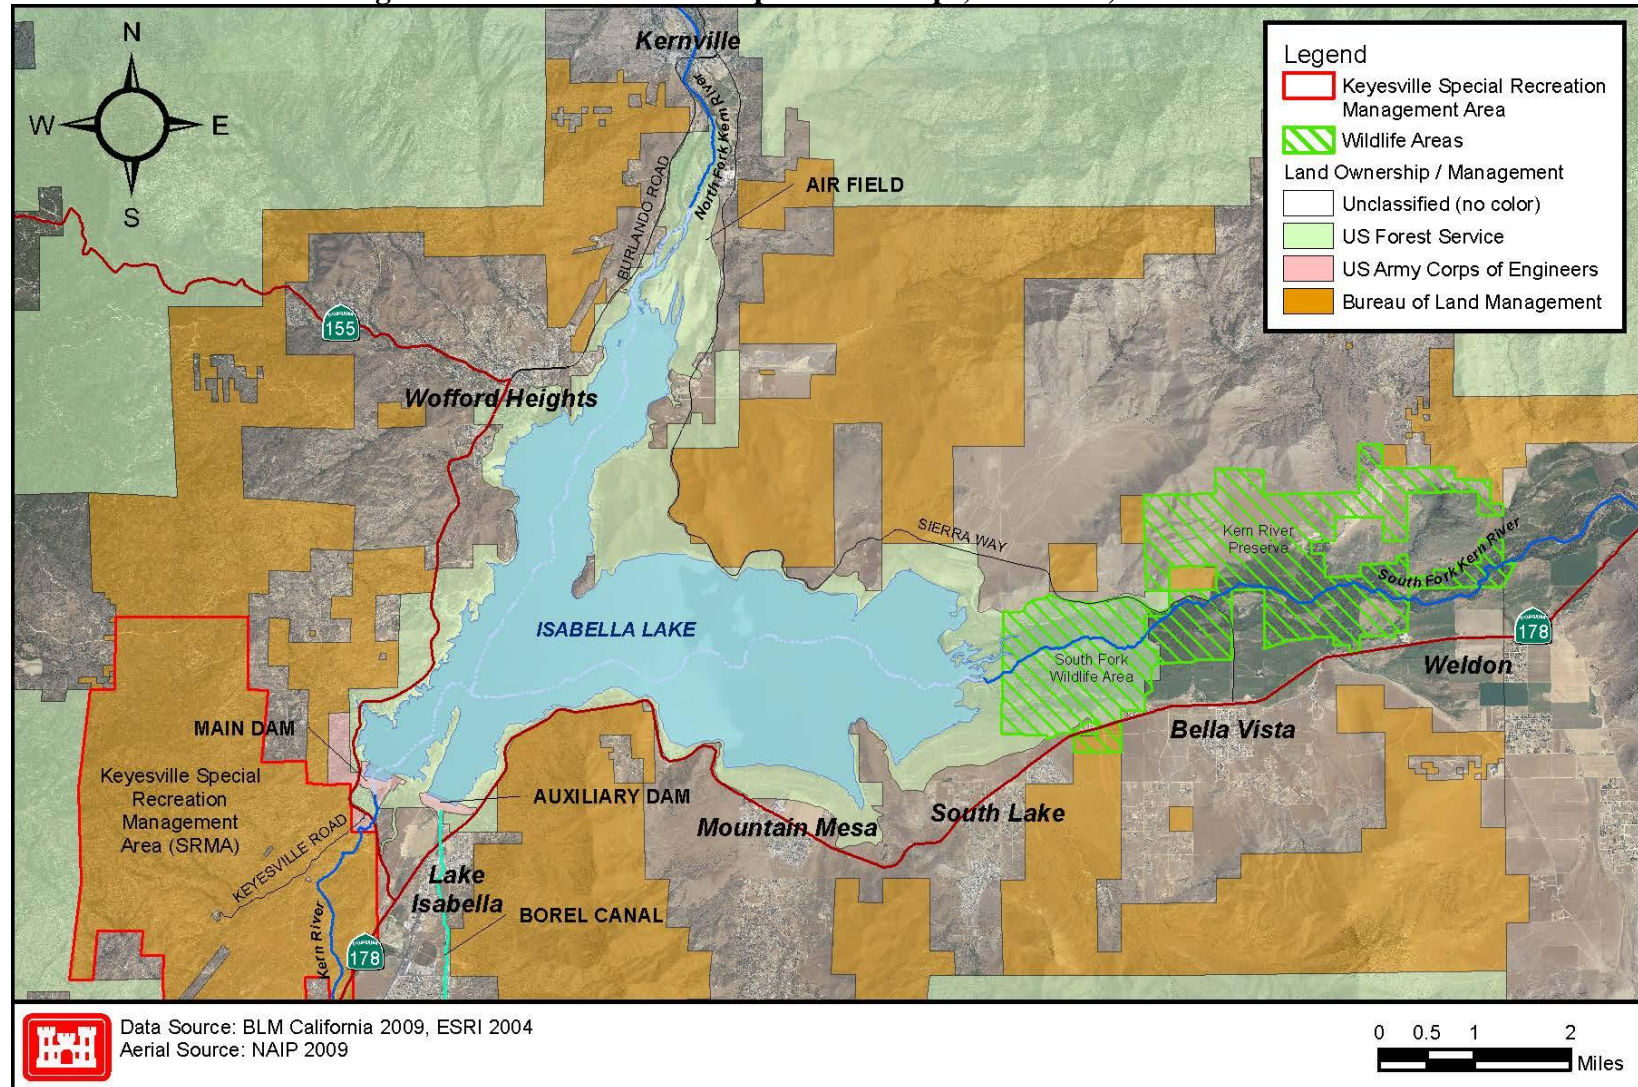 Kernville
N
W
E
S
North Fork Kern River
BURLANDO ROAD
AIR FIELD
155
Wofford Heights
SIERRA WAY
Kern River
Preserve
South Fork Kern River
ISABELLA LAKE
South Fork
Wildlife Area
178
Weldon
Bella Vista
MAIN DAM
Keyesville Special
Recreation
Management
Area (SRMA)
AUXILIARY DAM
KEYESVILLE ROAD
Mountain Mesa
South Lake
Lake
Isabella
BOREL CANAL
Kern River
178
Legend
Keyesville Special Recreation
Management Area
Wildlife Areas
Land Ownership / Management
Unclassified (no color)
US Forest Service
US Army Corps of Engineers
Bureau of Land Management
Data Source: BLM California 2009, ESRI 2004
Aerial Source: NAIP 2009
0 0.5 1 2
Miles